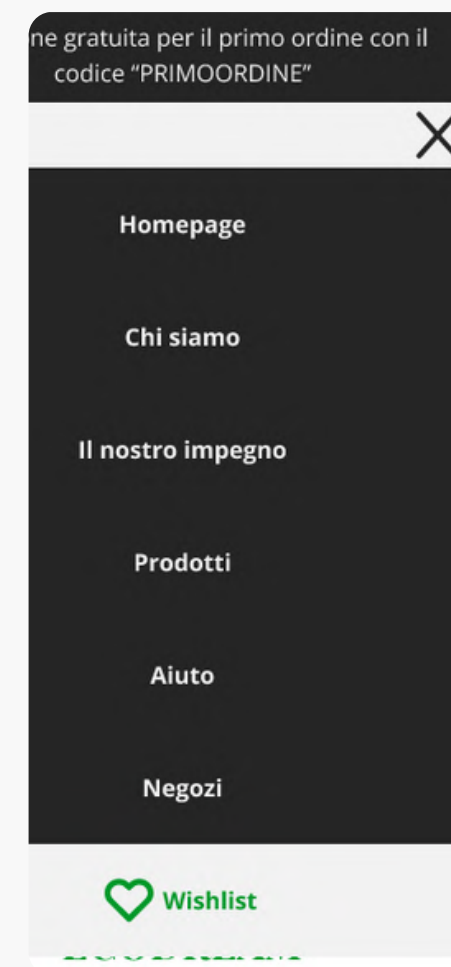 ne gratuita per il primo ordine con il
codice “PRIMOORDINE”
Homepage
Chi siamo
Il nostro impegno
Prodotti
Aiuto
Negozi
Wishlist